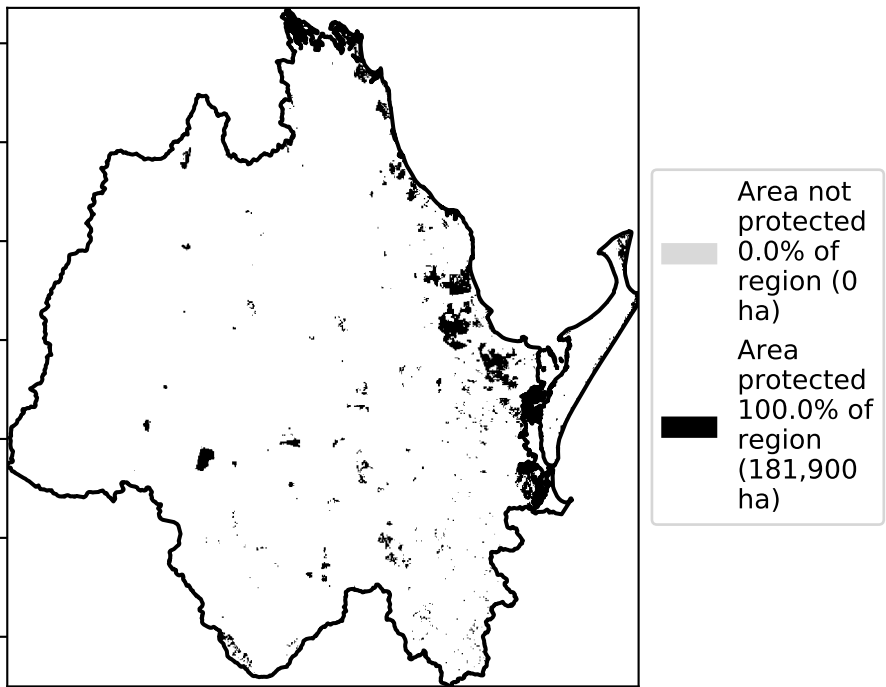 Area not
protected
0.0% of
region (0
ha)
Area
protected
100.0% of
region
(181,900
ha)